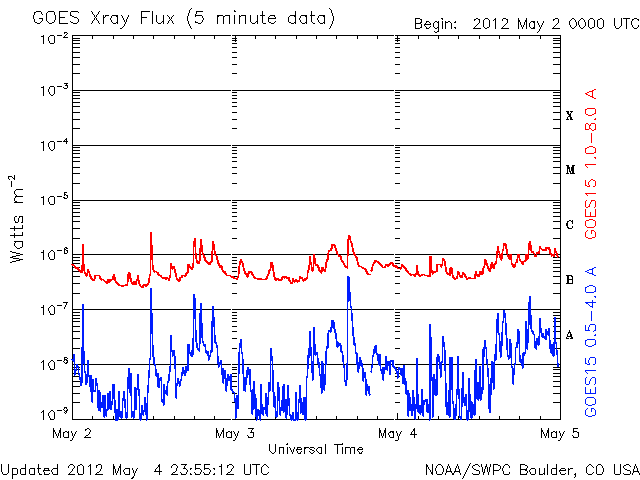 GOES Xray Flux (5 minute data)
Begin: 2012 May 2 0000 UTC
10⁻²
10⁻³
10⁻⁴
10⁻⁵
10⁻⁶
10⁻⁷
10⁻⁸
10⁻⁹
Watts m⁻²
X
M
C
B
A
GOES15 1.0-8.0 A
GOES15 0.5-4.0 A
May 2
May 3
May 4
May 5
Universal Time
Updated 2012 May 4 23:55:12 UTC
NOAA/SWPC Boulder, CO USA